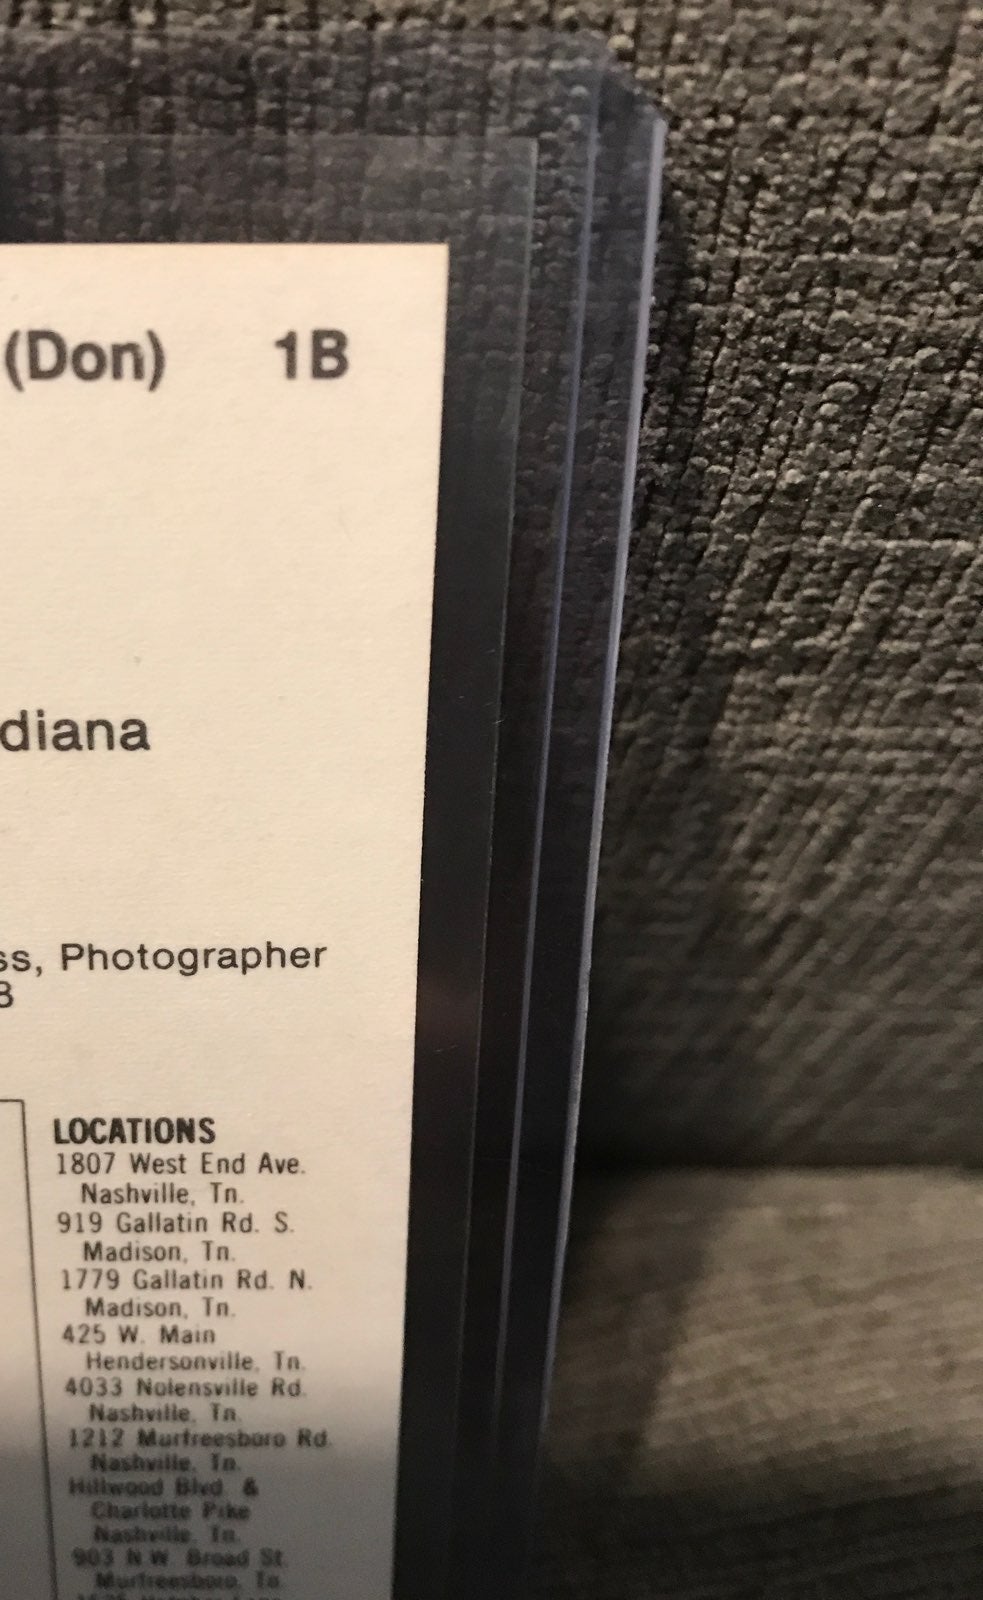 (Don) 1B
diana
ss, Photographer
LOCATIONS
1807 West End Ave.
Nashville, Tn.
919 Gallatin Rd. S.
Madison, Tn.
1779 Gallatin Rd. N.
Madison, Tn.
425 W. Main
Hendersonville, Tn.
4033 Nolensville Rd.
Nashville, Tn.
1212 Murfreesboro Rd.
Nashville, Tn.
Hillwood Blvd. &
Charlotte Pike
Nashville, Tn.
903 N.W. Broad St.
Murfreesboro, Tn.